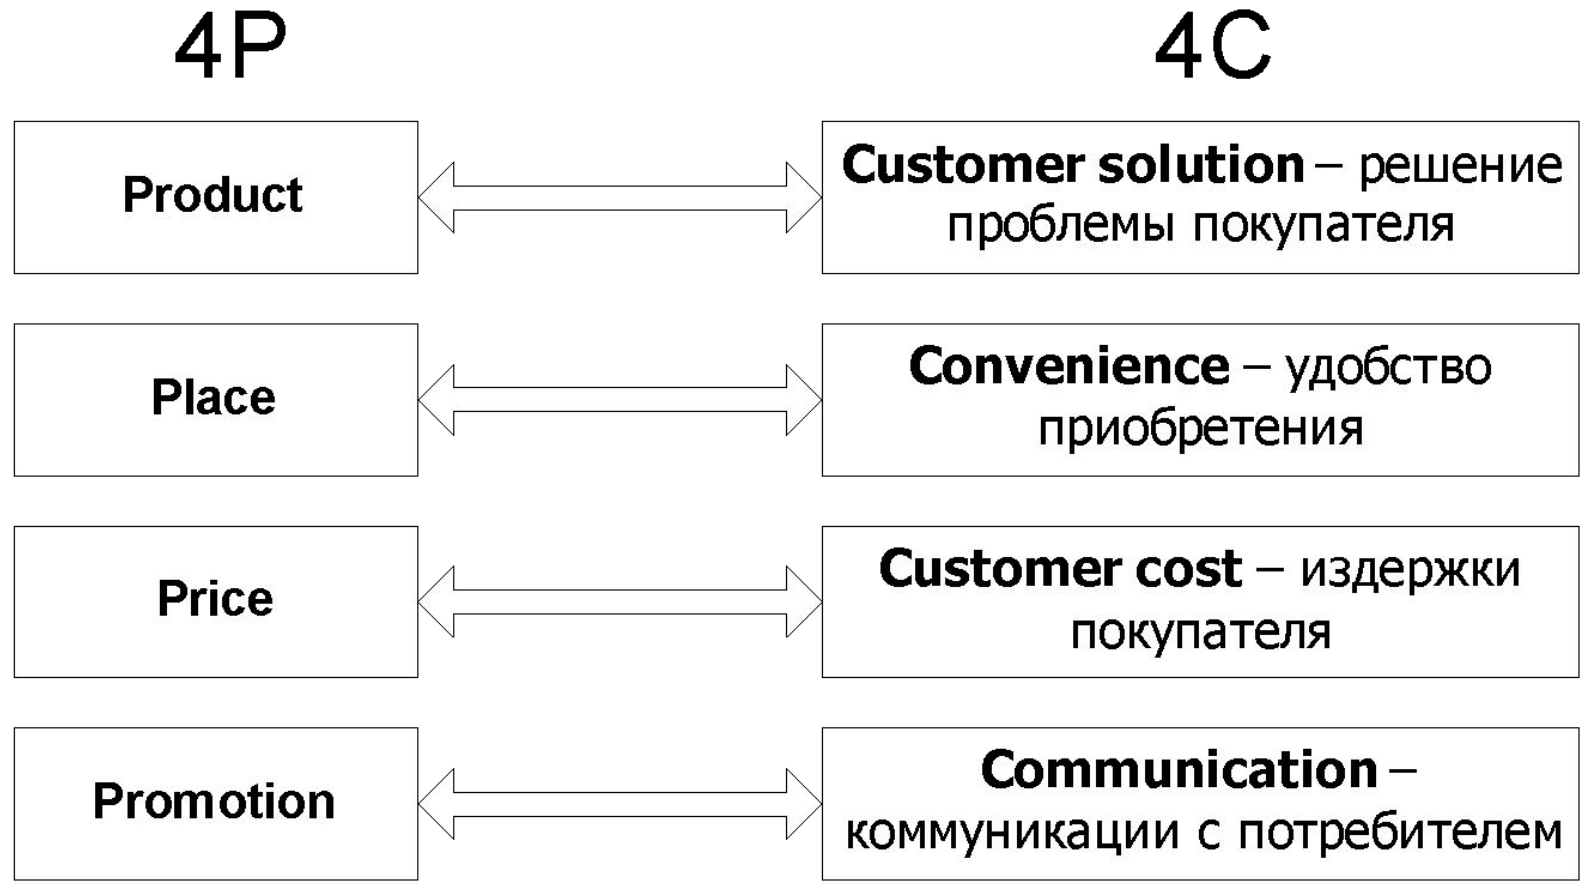 4P
4C
Product
Customer solution – решение
проблемы покупателя
Place
Convenience – удобство
приобретения
Price
Customer cost – издержки
покупателя
Promotion
Communication –
коммуникации с потребителем